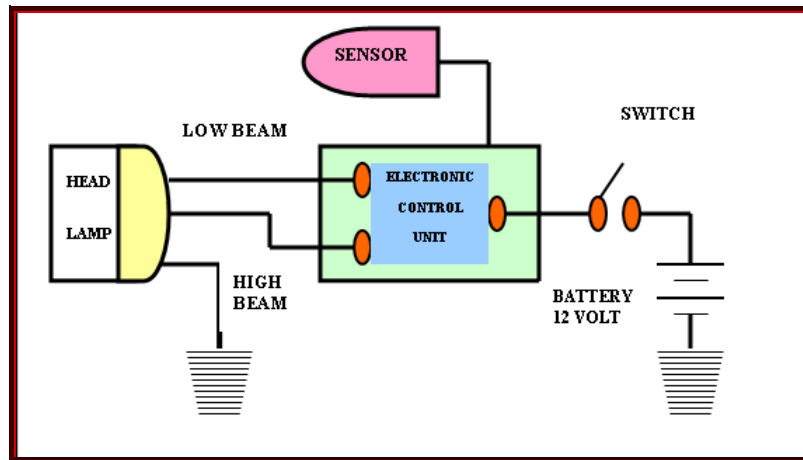 SENSOR
SWITCH
LOW BEAM
HEAD
LAMP
ELECTRONIC
CONTROL
UNIT
HIGH
BEAM
BATTERY
12 VOLT